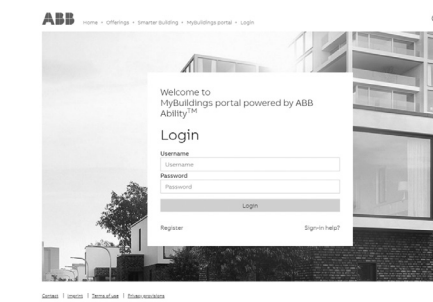 ABB
Home • Offerings • Smarter Building • MyBuildings portal • Login
Welcome to
MyBuildings portal powered by ABB
Ability™
Login
Username
Username
Password
Password
Login
Register Sign-in help?
Contact | Imprint | Terms of use | Privacy provisions